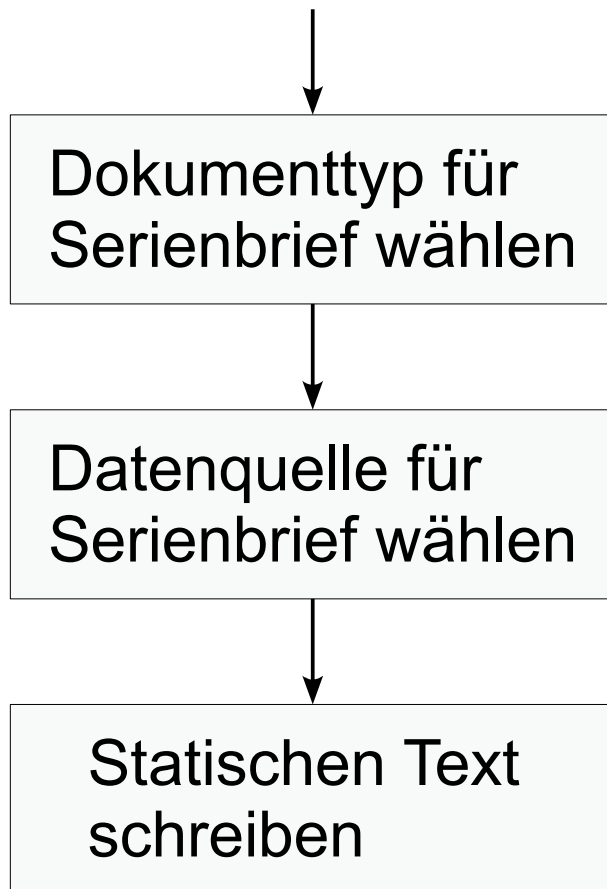 Dokumenttyp für
Serienbrief wählen
Datenquelle für
Serienbrief wählen
Statischen Text
schreiben